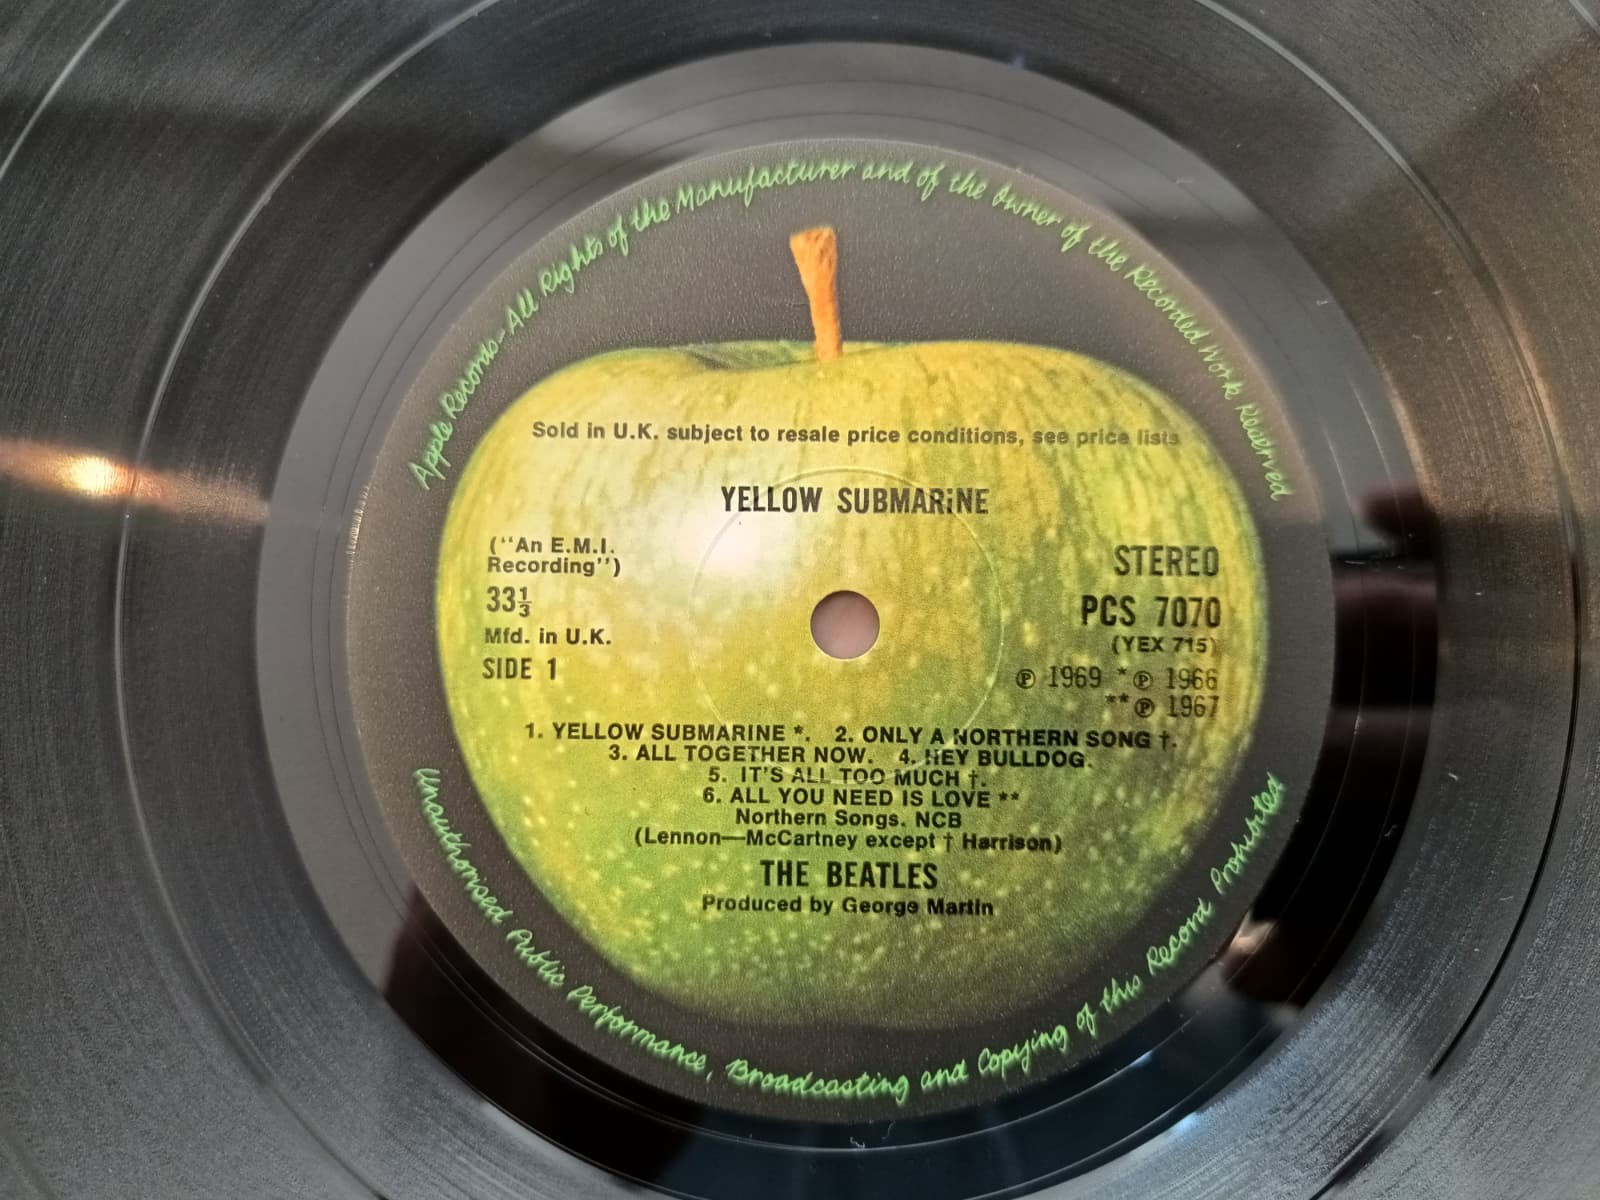 Apple Records-All Rights of the Manufacturer and of the Owner of the Recorded Work Reserved
Sold in U.K. subject to resale price conditions, see price lists
YELLOW SUBMARiNE
("An E.M.I.
Recording")
33⅓
Mfd. in U.K.
SIDE 1
STEREO
PCS 7070
(YEX 715)
℗ 1969 *℗ 1966
**℗ 1967
1. YELLOW SUBMARINE *. 2. ONLY A NORTHERN SONG †.
3. ALL TOGETHER NOW. 4. HEY BULLDOG.
5. IT'S ALL TOO MUCH †.
6. ALL YOU NEED IS LOVE **
Northern Songs. NCB
(Lennon—McCartney except † Harrison)
THE BEATLES
Produced by George Martin
Unauthorised Public Performance, Broadcasting and Copying of this Record Prohibited